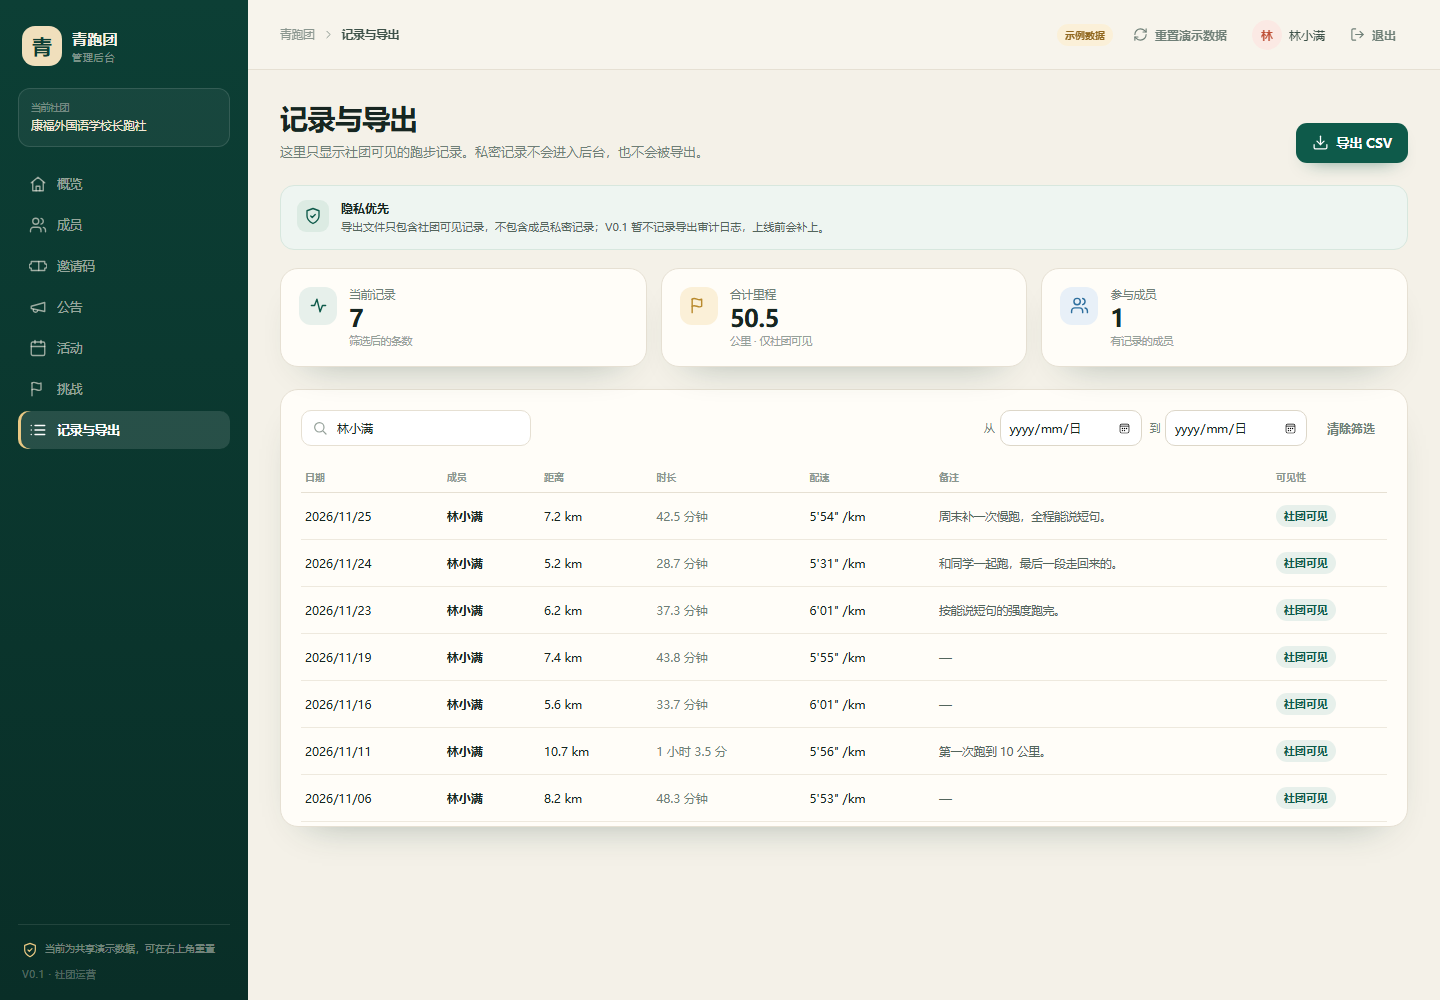 青
青跑团
管理后台
当前社团
康福外国语学校长跑社
概览
成员
邀请码
公告
活动
挑战
记录与导出
当前为共享演示数据，可在右上角重置
V0.1 · 社团运营
青跑团 > 记录与导出
示例数据
重置演示数据
林 林小满
退出
记录与导出
这里只显示社团可见的跑步记录。私密记录不会进入后台，也不会被导出。
导出 CSV
隐私优先
导出文件只包含社团可见记录，不包含成员私密记录；V0.1 暂不记录导出审计日志，上线前会补上。
当前记录
7
筛选后的条数
合计里程
50.5
公里 · 仅社团可见
参与成员
1
有记录的成员
林小满
从 yyyy/mm/日 到 yyyy/mm/日 清除筛选
日期 成员 距离 时长 配速 备注 可见性
2026/11/25 林小满 7.2 km 42.5 分钟 5'54" /km 周末补一次慢跑，全程能说短句。 社团可见
2026/11/24 林小满 5.2 km 28.7 分钟 5'31" /km 和同学一起跑，最后一段走回来的。 社团可见
2026/11/23 林小满 6.2 km 37.3 分钟 6'01" /km 按能说短句的强度跑完。 社团可见
2026/11/19 林小满 7.4 km 43.8 分钟 5'55" /km — 社团可见
2026/11/16 林小满 5.6 km 33.7 分钟 6'01" /km — 社团可见
2026/11/11 林小满 10.7 km 1 小时 3.5 分 5'56" /km 第一次跑到 10 公里。 社团可见
2026/11/06 林小满 8.2 km 48.3 分钟 5'53" /km — 社团可见